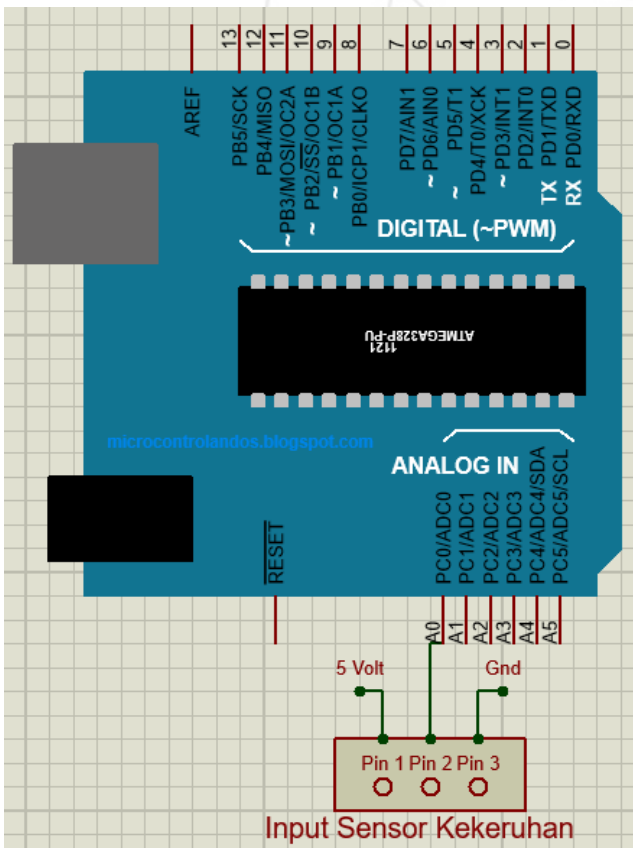 13
12
11
10
9
8
7
6
5
4
3
2
1
0
AREF
PB5/SCK
PB4/MISO
~PB3/MOSI/OC2A
~ PB2/SS/OC1B
~ PB1/OC1A
PB0/ICP1/CLKO
PD7/AIN1
~ PD6/AIN0
~ PD5/T1
PD4/T0/XCK
~ PD3/INT1
PD2/INT0
TX PD1/TXD
RX PD0/RXD
DIGITAL (~PWM)
ATMEGA328P-PU
1121
microcontrolandos.blogspot.com
ANALOG IN
RESET
PC0/ADC0
PC1/ADC1
PC2/ADC2
PC3/ADC3
PC4/ADC4/SDA
PC5/ADC5/SCL
A0
A1
A2
A3
A4
A5
5 Volt
Gnd
Pin 1 Pin 2 Pin 3
Input Sensor Kekeruhan